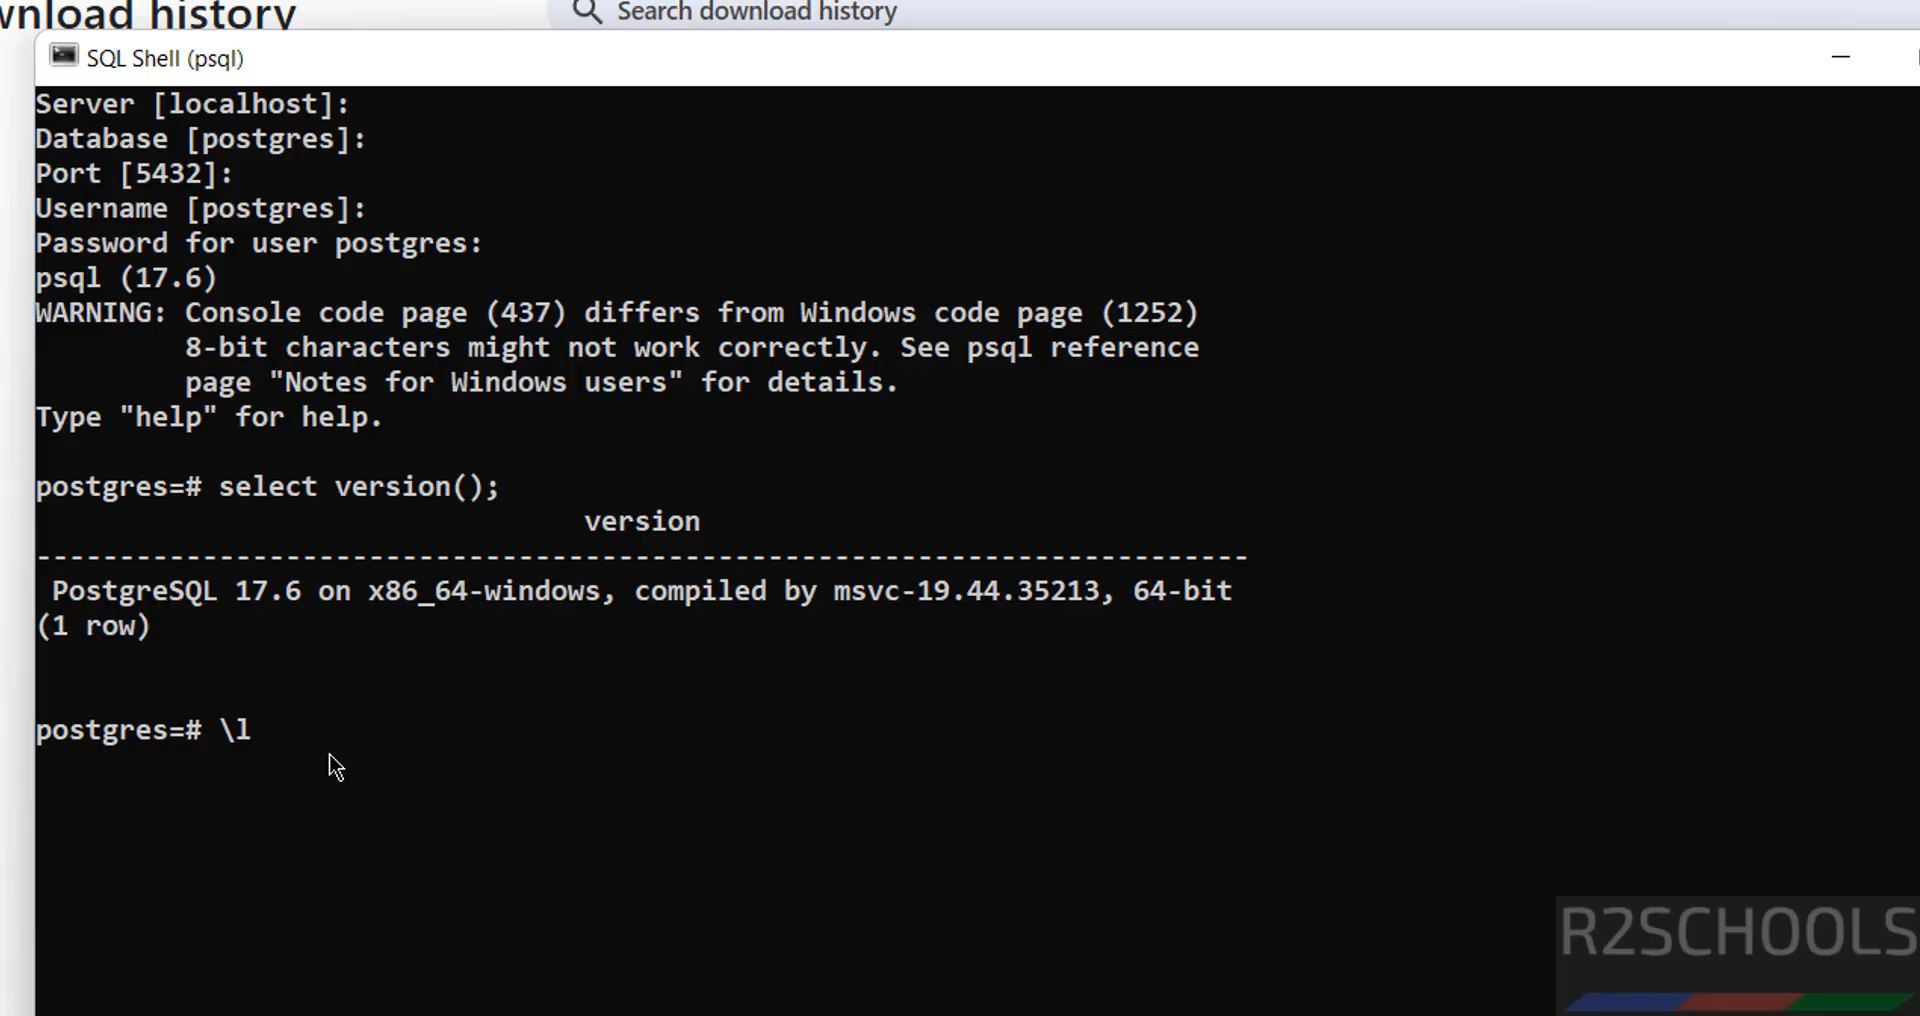 wnload history
Search download history
SQL Shell (psql)
Server [localhost]:
Database [postgres]:
Port [5432]:
Username [postgres]:
Password for user postgres:
psql (17.6)
WARNING: Console code page (437) differs from Windows code page (1252)
         8-bit characters might not work correctly. See psql reference
         page "Notes for Windows users" for details.
Type "help" for help.
postgres=# select version();
                                 version
-------------------------------------------------------------------------
 PostgreSQL 17.6 on x86_64-windows, compiled by msvc-19.44.35213, 64-bit
(1 row)
postgres=# \l
R2SCHOOLS